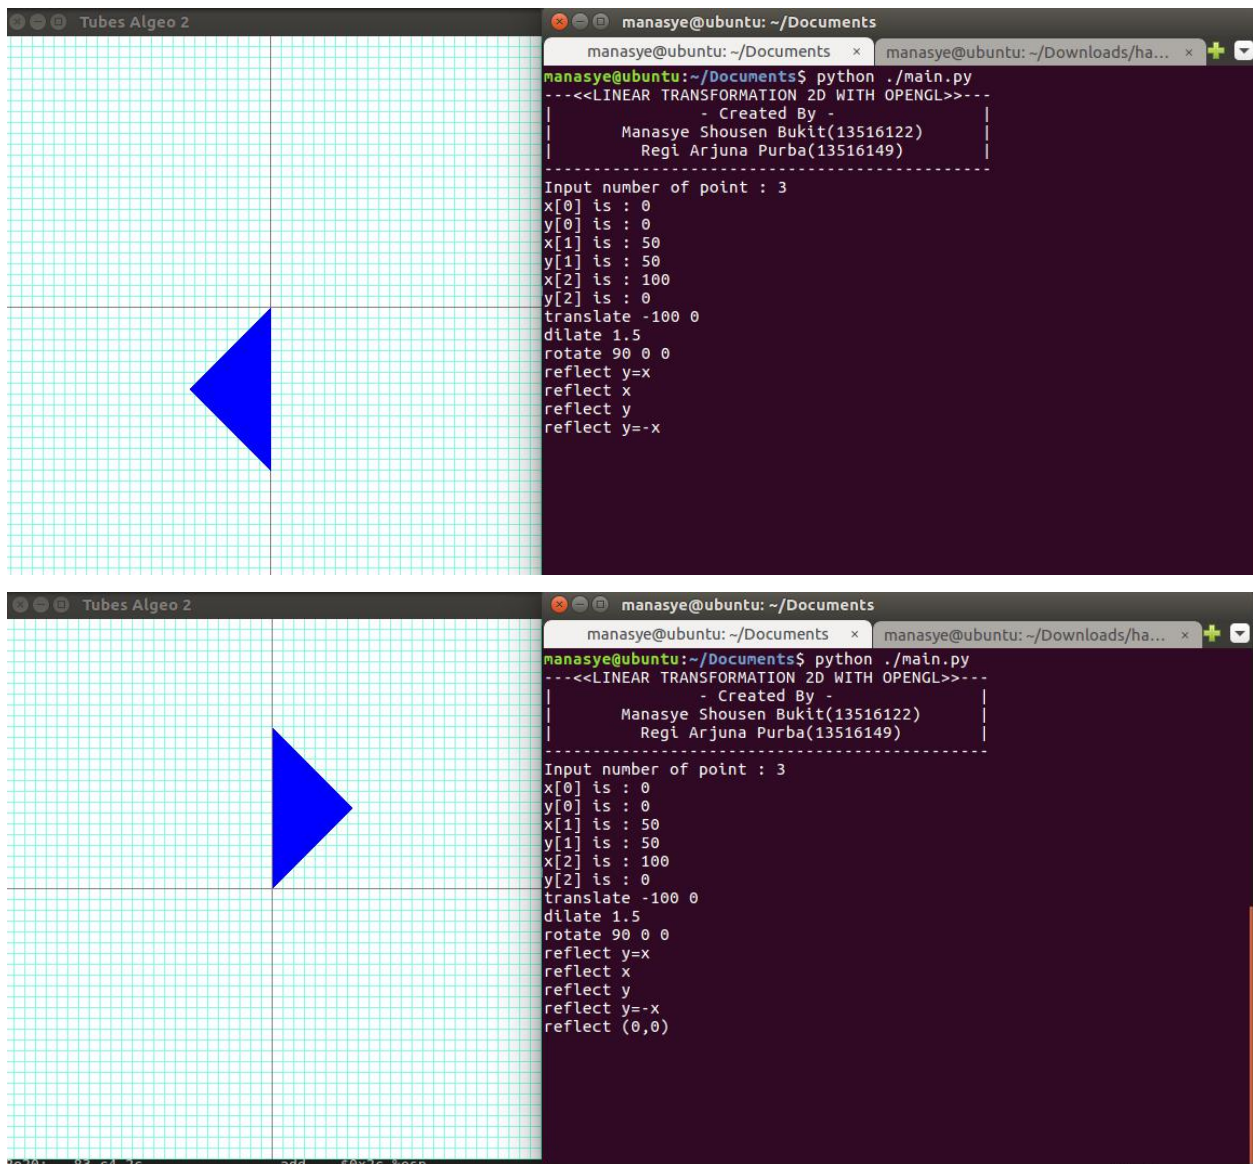 Tubes Algeo 2
manasye@ubuntu: ~/Documents
manasye@ubuntu: ~/Documents × manasye@ubuntu: ~/Downloads/ha... ×
manasye@ubuntu:~/Documents$ python ./main.py
---<<LINEAR TRANSFORMATION 2D WITH OPENGL>>---
| - Created By - |
| Manasye Shousen Bukit(13516122) |
| Regi Arjuna Purba(13516149) |
----------------------------------------------
Input number of point : 3
x[0] is : 0
y[0] is : 0
x[1] is : 50
y[1] is : 50
x[2] is : 100
y[2] is : 0
translate -100 0
dilate 1.5
rotate 90 0 0
reflect y=x
reflect x
reflect y
reflect y=-x
Tubes Algeo 2
manasye@ubuntu: ~/Documents
manasye@ubuntu: ~/Documents × manasye@ubuntu: ~/Downloads/ha... ×
manasye@ubuntu:~/Documents$ python ./main.py
---<<LINEAR TRANSFORMATION 2D WITH OPENGL>>---
| - Created By - |
| Manasye Shousen Bukit(13516122) |
| Regi Arjuna Purba(13516149) |
----------------------------------------------
Input number of point : 3
x[0] is : 0
y[0] is : 0
x[1] is : 50
y[1] is : 50
x[2] is : 100
y[2] is : 0
translate -100 0
dilate 1.5
rotate 90 0 0
reflect y=x
reflect x
reflect y
reflect y=-x
reflect (0,0)